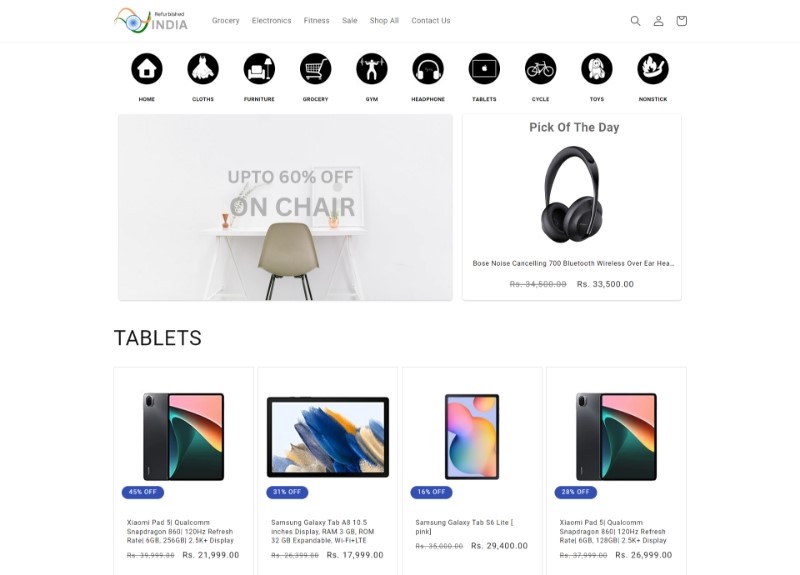 Refurbished
INDIA
Grocery Electronics Fitness Sale Shop All Contact Us
HOME CLOTHS FURNITURE GROCERY GYM HEADPHONE TABLETS CYCLE TOYS NONSTICK
UPTO 60% OFF
ON CHAIR
Pick Of The Day
Bose Noise Cancelling 700 Bluetooth Wireless Over Ear Hea...
Rs. 34,500.00 Rs. 33,500.00
TABLETS
45% OFF
Xiaomi Pad 5| Qualcomm
Snapdragon 860| 120Hz Refresh
Rate| 6GB, 256GB| 2.5K+ Display
Rs. 39,999.00 Rs. 21,999.00
31% OFF
Samsung Galaxy Tab A8 10.5
inches Display, RAM 3 GB, ROM
32 GB Expandable, Wi-Fi+LTE
Rs. 26,399.00 Rs. 17,999.00
16% OFF
Samsung Galaxy Tab S6 Lite [
pink]
Rs. 35,000.00 Rs. 29,400.00
28% OFF
Xiaomi Pad 5| Qualcomm
Snapdragon 860| 120Hz Refresh
Rate| 6GB, 128GB| 2.5K+ Display
Rs. 37,999.00 Rs. 26,999.00